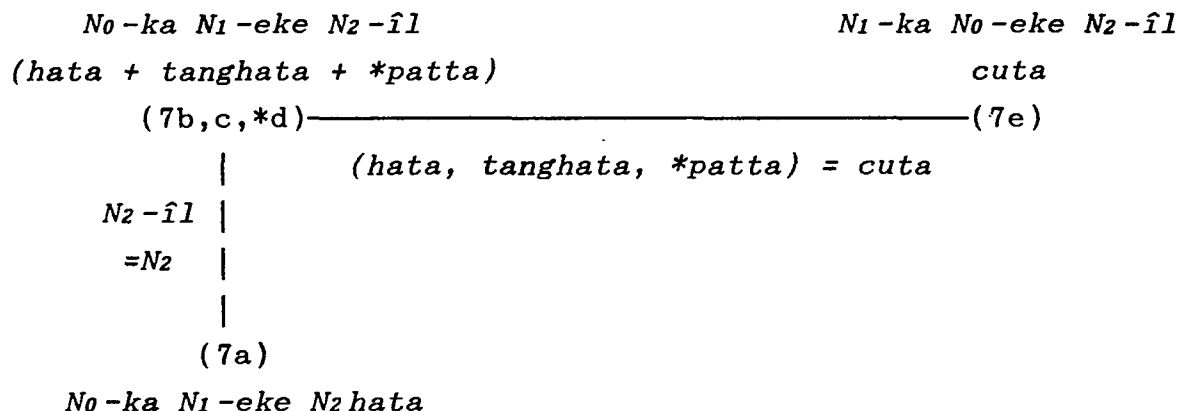 N₀-ka N₁-eke N₂-îl N₁-ka N₀-eke N₂-îl
(hata + tanghata + *patta) cuta
(7b,c,*d) (7e)
(hata, tanghata, *patta) = cuta
N₂-îl
=N₂
(7a)
N₀-ka N₁-eke N₂ hata